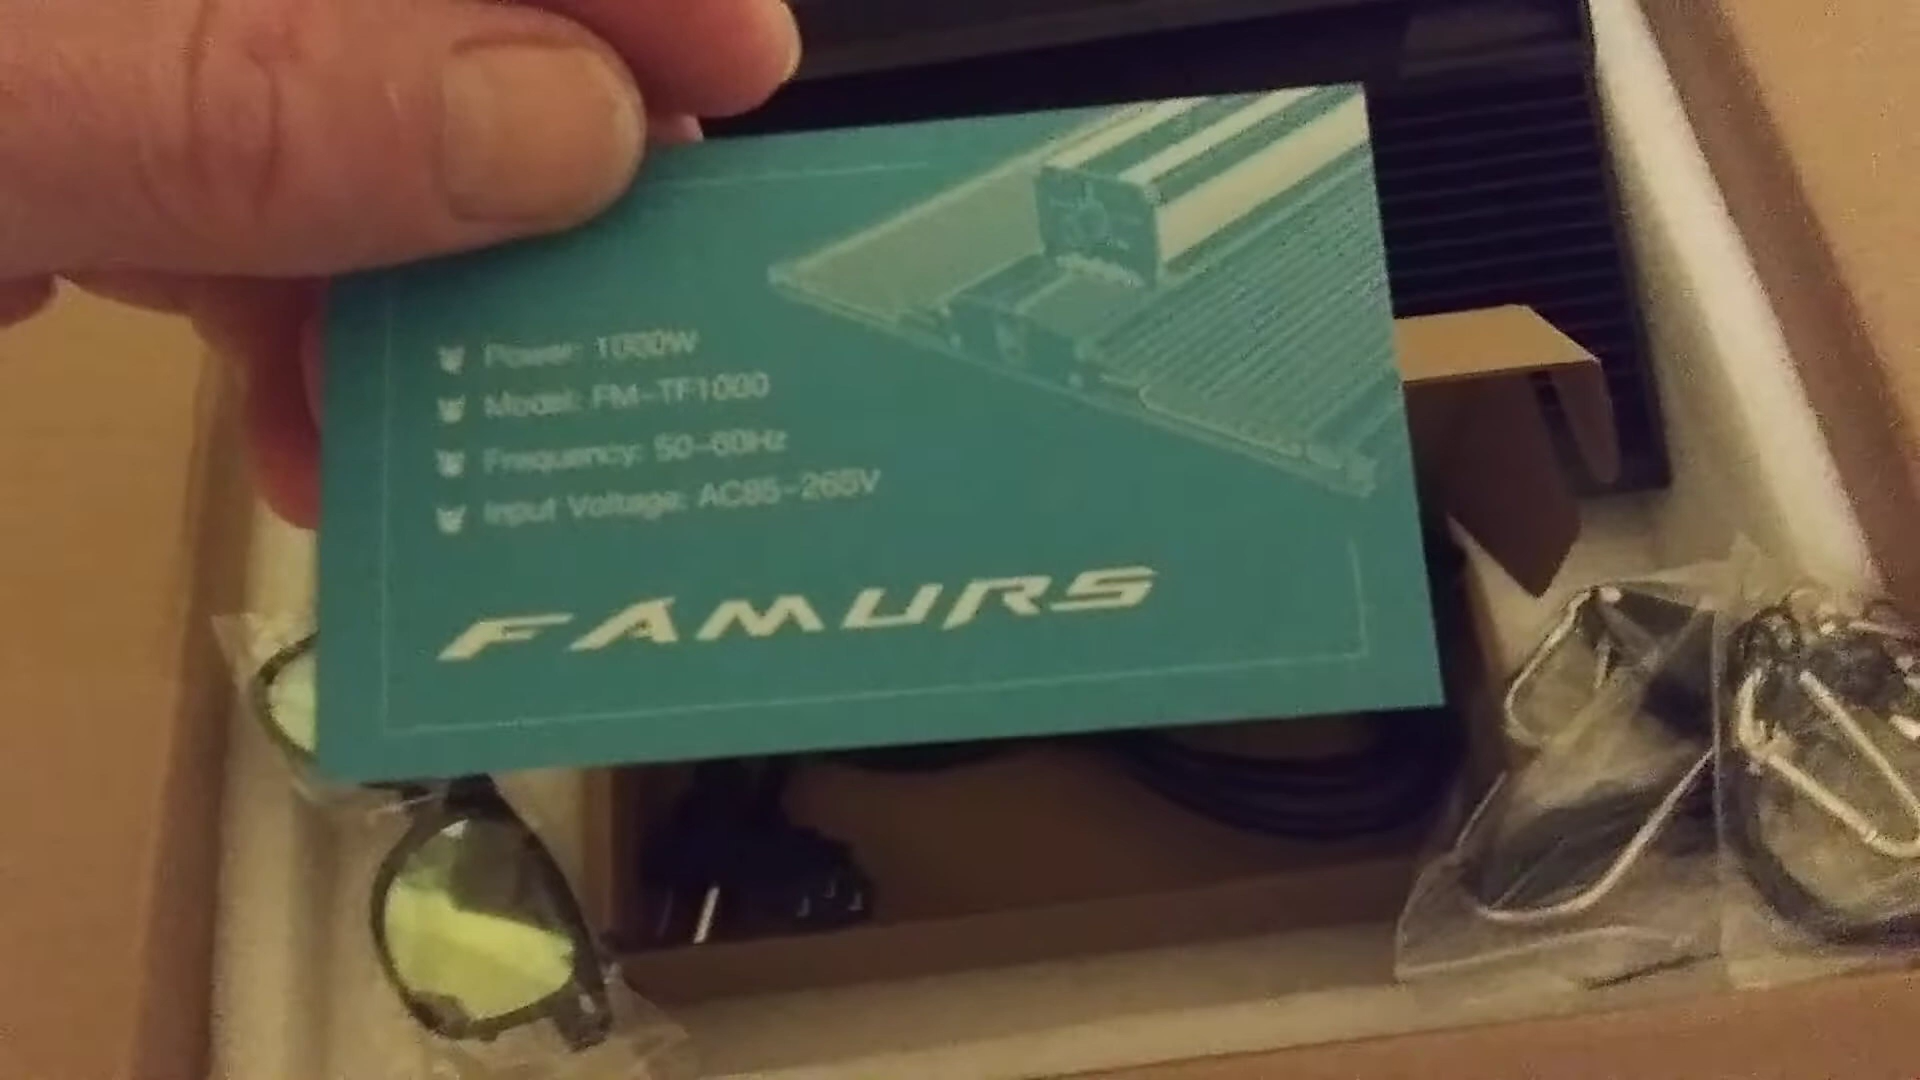 Power: 1000W
Model: FM-TF1000
Frequency: 50-60Hz
Input Voltage: AC85-265V
FAMURS